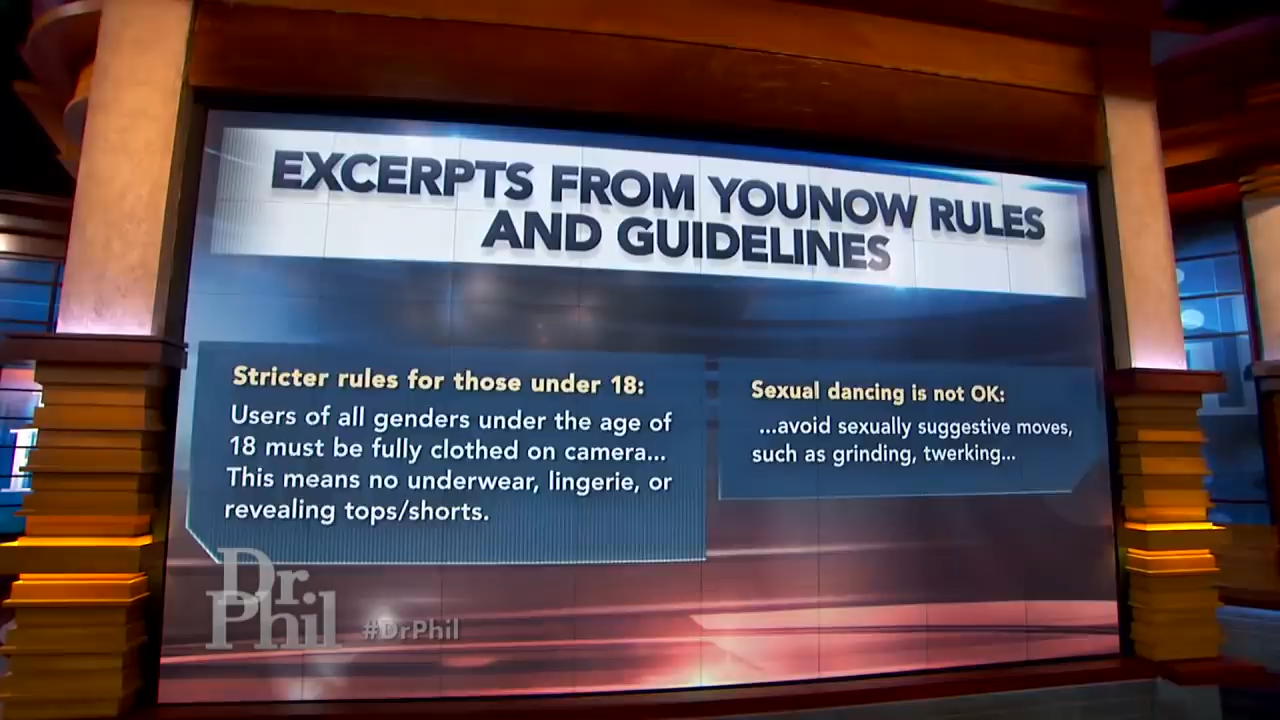 EXCERPTS FROM YOUNOW RULES
AND GUIDELINES
Stricter rules for those under 18:
Users of all genders under the age of
18 must be fully clothed on camera...
This means no underwear, lingerie, or
revealing tops/shorts.
Sexual dancing is not OK:
...avoid sexually suggestive moves,
such as grinding, twerking...
Dr.
Phil
#DrPhil